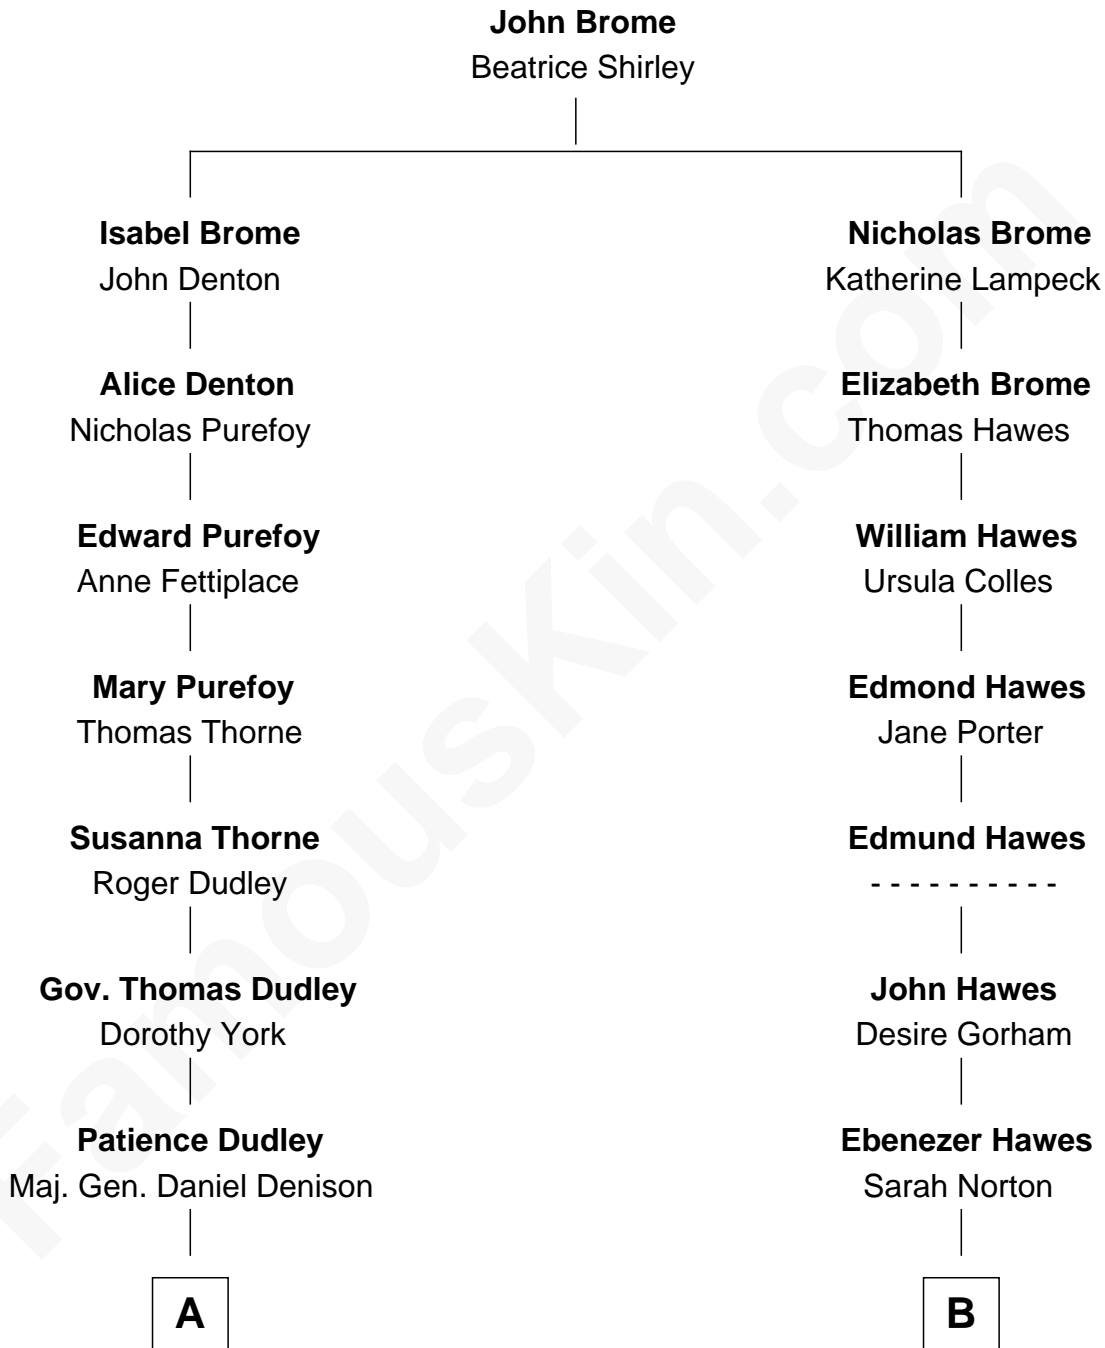 John Brome
Beatrice Shirley
Isabel Brome
John Denton
Nicholas Brome
Katherine Lampeck
Alice Denton
Nicholas Purefoy
Elizabeth Brome
Thomas Hawes
Edward Purefoy
Anne Fettiplace
William Hawes
Ursula Colles
Mary Purefoy
Thomas Thorne
Edmond Hawes
Jane Porter
Susanna Thorne
Roger Dudley
Edmund Hawes
- - - - - - - - - -
Gov. Thomas Dudley
Dorothy York
John Hawes
Desire Gorham
Patience Dudley
Maj. Gen. Daniel Denison
Ebenezer Hawes
Sarah Norton
A
B
FamousKin.com